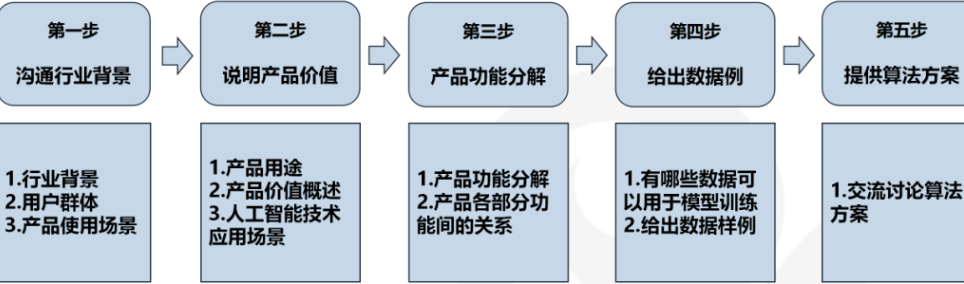 第一步
沟通行业背景
第二步
说明产品价值
第三步
产品功能分解
第四步
给出数据例
第五步
提供算法方案
1.行业背景
2.用户群体
3.产品使用场景
1.产品用途
2.产品价值概述
3.人工智能技术
应用场景
1.产品功能分解
2.产品各部分功
能间的关系
1.有哪些数据可
以用于模型训练
2.给出数据样例
1.交流讨论算法
方案